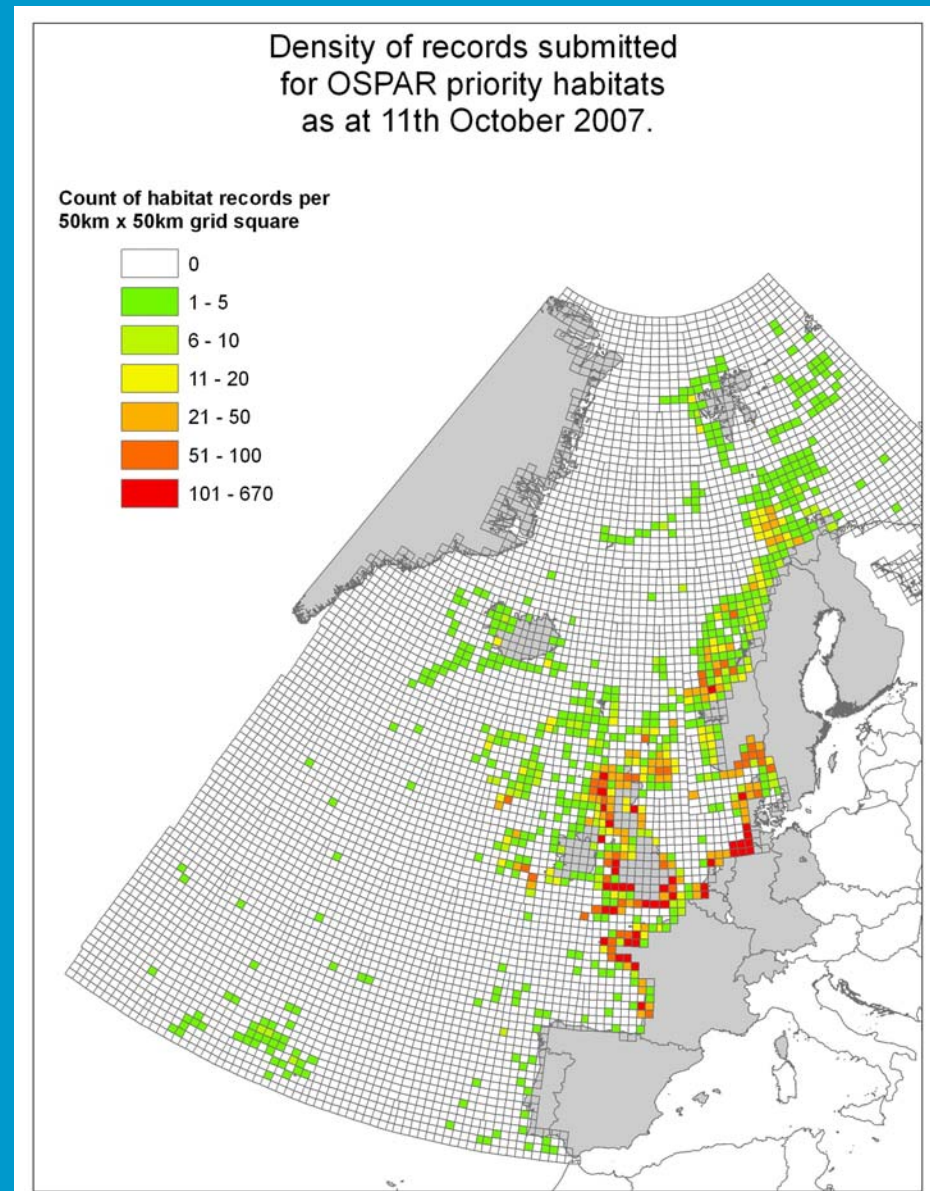 Density of records submitted
for OSPAR priority habitats
as at 11th October 2007.
Count of habitat records per
50km x 50km grid square
0
1 - 5
6 - 10
11 - 20
21 - 50
51 - 100
101 - 670